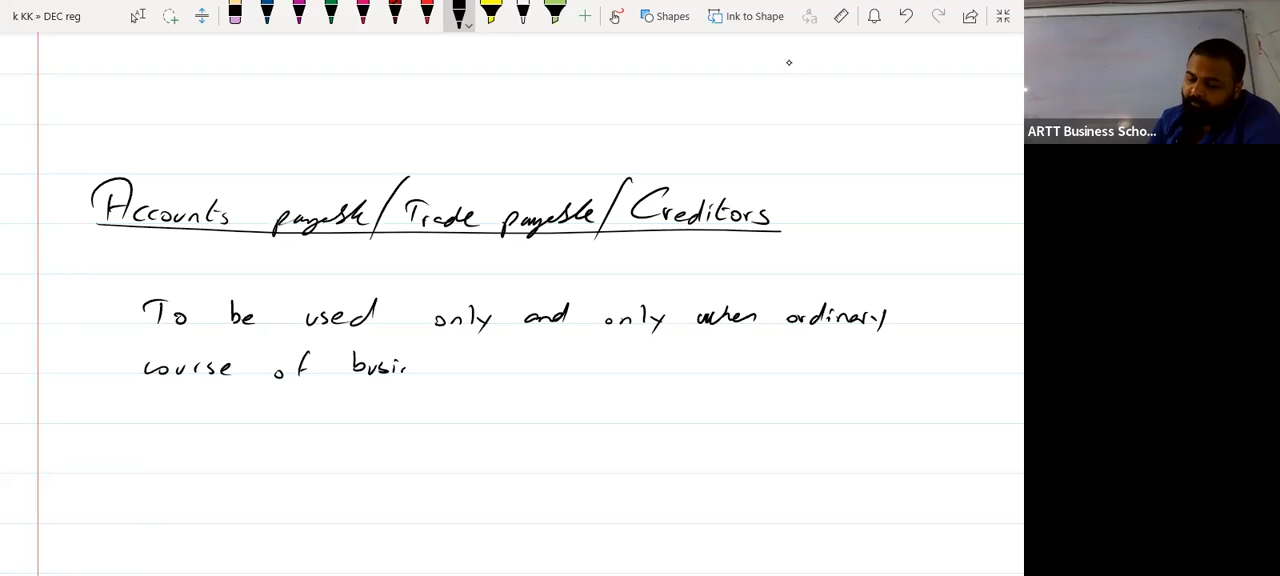 k KK » DEC reg
Shapes
Ink to Shape
ARTT Business Scho...
Accounts payable/Trade payable/Creditors
To be used only and only when ordinary
course of busin